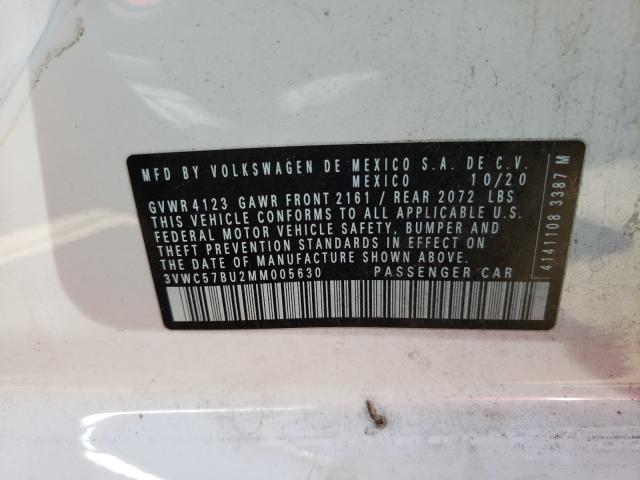 MFD BY VOLKSWAGEN DE MEXICO S.A. DE C.V.
MEXICO 10/20
GVWR 4123 GAWR FRONT 2161 / REAR 2072 LBS
THIS VEHICLE CONFORMS TO ALL APPLICABLE U.S.
FEDERAL MOTOR VEHICLE SAFETY, BUMPER AND
THEFT PREVENTION STANDARDS IN EFFECT ON
THE DATE OF MANUFACTURE SHOWN ABOVE.
3VWC57BU2MM005630 PASSENGER CAR
4141108 3387 M